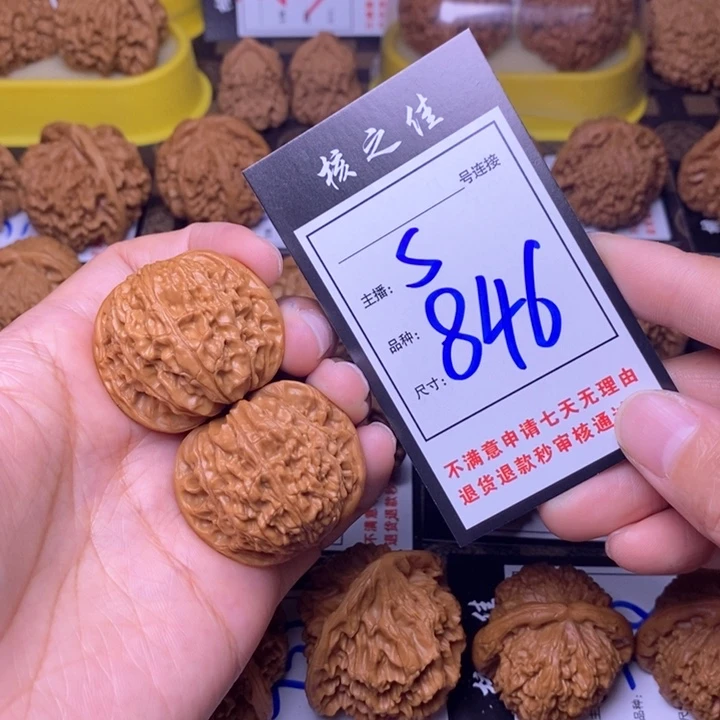 核之佳
号连接
主播: S
品种: 846
尺寸:
不满意申请七天无理由
退货退款秒审核通